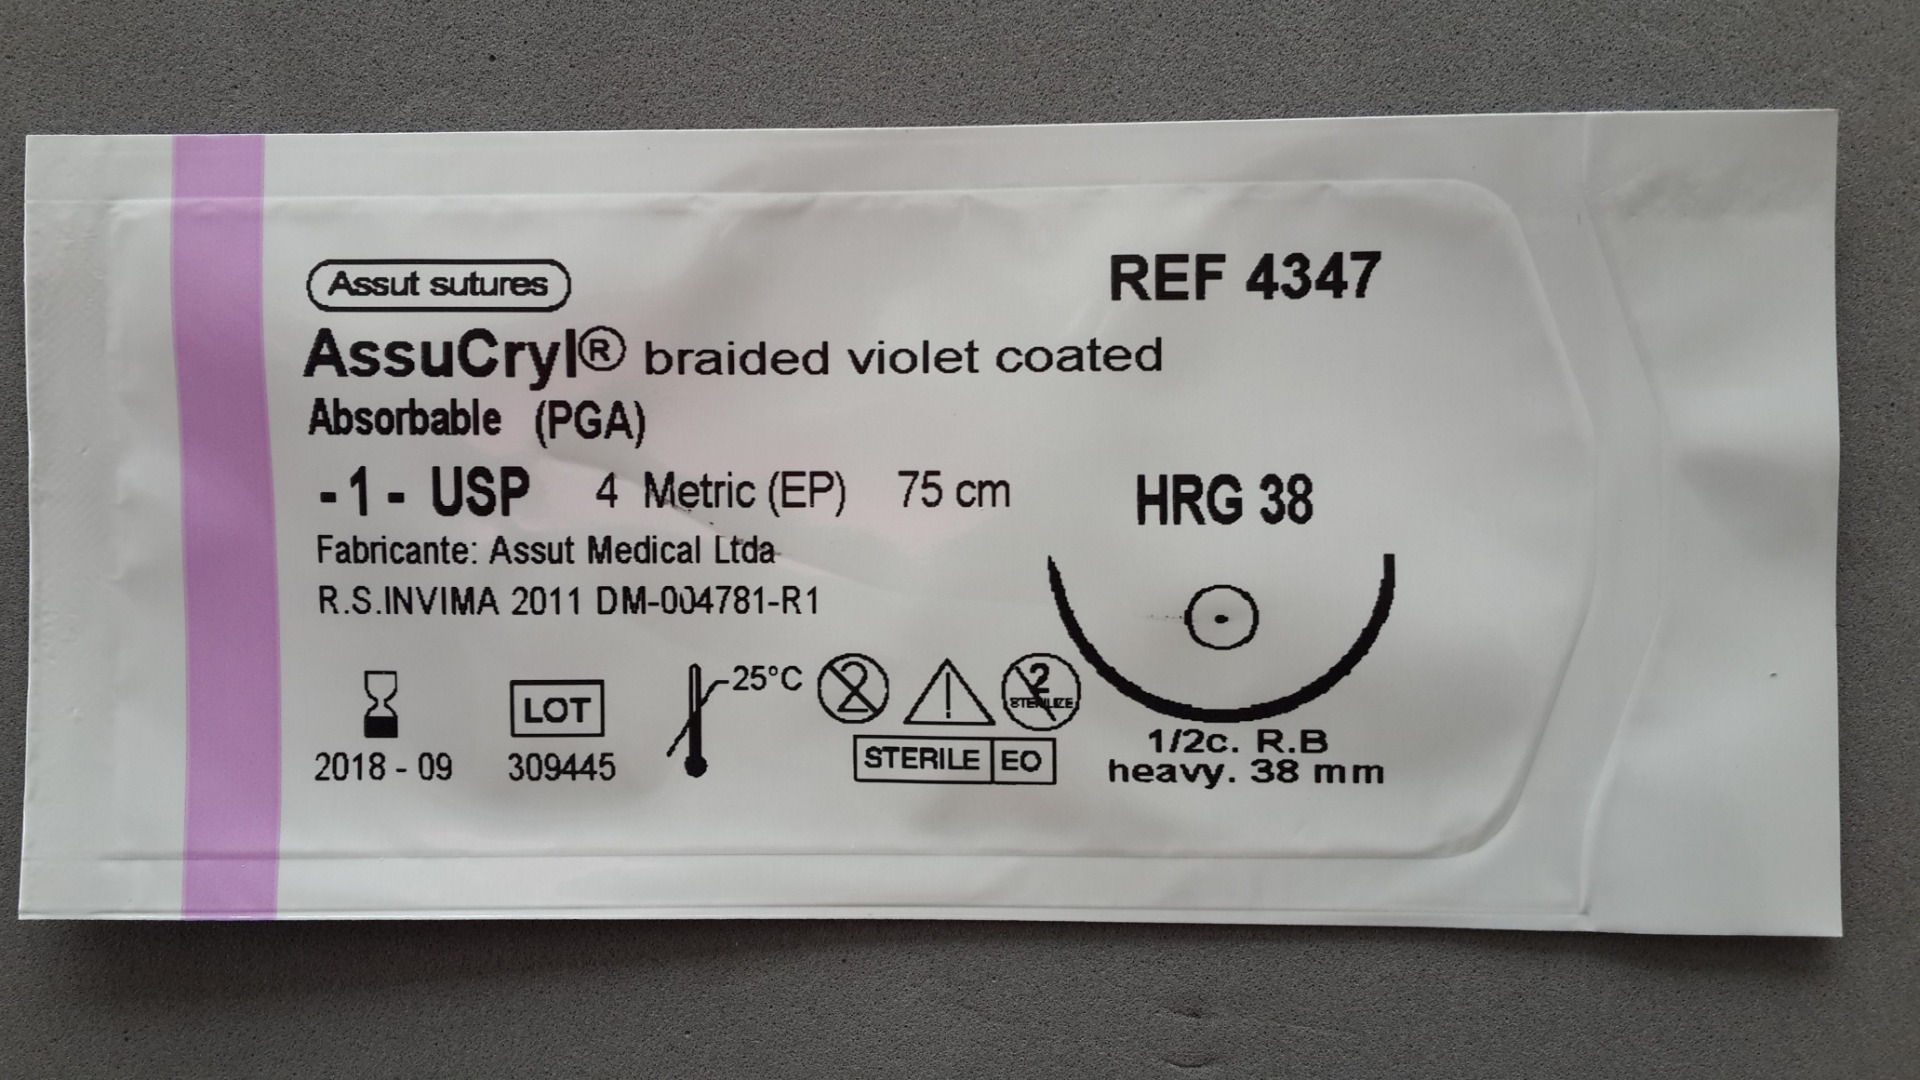 Assut sutures
REF 4347
AssuCryl® braided violet coated
Absorbable (PGA)
- 1 - USP 4 Metric (EP) 75 cm
HRG 38
Fabricante: Assut Medical Ltda
R.S.INVIMA 2011 DM-004781-R1
25°C
2
2
STERILIZE
LOT
STERILE EO
1/2c. R.B
heavy. 38 mm
2018 - 09
309445